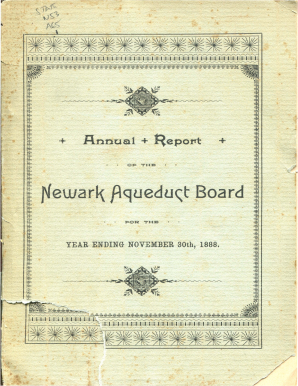 Annual + Report
OF THE
Newark Aqueduct Board
FOR THE
YEAR ENDING NOVEMBER 30th, 1888.